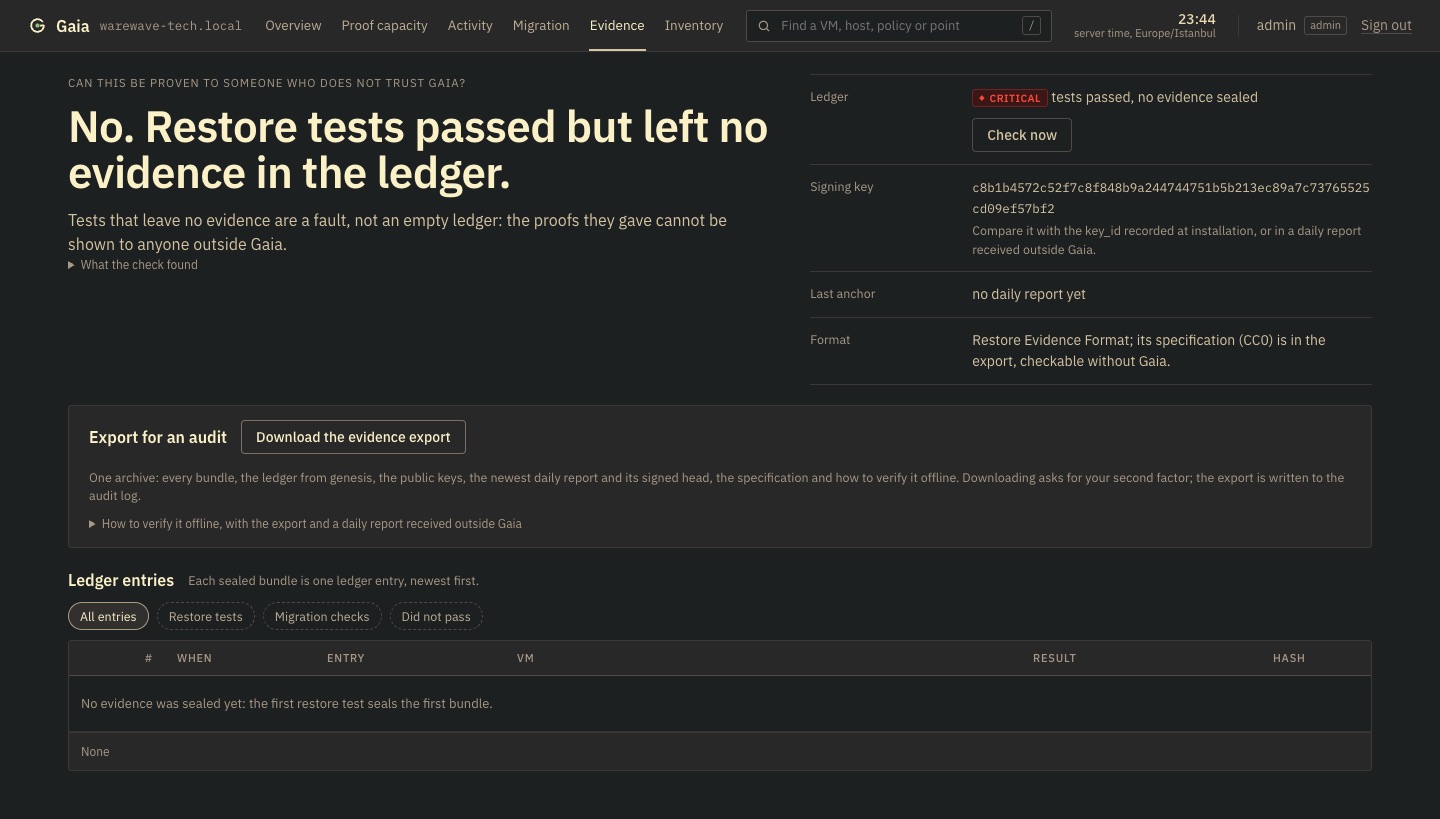 Gaia warewave-tech.local Overview Proof capacity Activity Migration Evidence Inventory Find a VM, host, policy or point / 23:44 admin admin Sign out
server time, Europe/Istanbul
CAN THIS BE PROVEN TO SOMEONE WHO DOES NOT TRUST GAIA?
No. Restore tests passed but left no
evidence in the ledger.
Tests that leave no evidence are a fault, not an empty ledger: the proofs they gave cannot be
shown to anyone outside Gaia.
What the check found
Ledger CRITICAL tests passed, no evidence sealed
Check now
Signing key c8b1b4572c52f7c8f848b9a244744751b5b213ec89a7c73765525
cd09ef57bf2
Compare it with the key_id recorded at installation, or in a daily report
received outside Gaia.
Last anchor no daily report yet
Format Restore Evidence Format; its specification (CC0) is in the
export, checkable without Gaia.
Export for an audit Download the evidence export
One archive: every bundle, the ledger from genesis, the public keys, the newest daily report and its signed head, the specification and how to verify it offline. Downloading asks for your second factor; the export is written to the
audit log.
How to verify it offline, with the export and a daily report received outside Gaia
Ledger entries Each sealed bundle is one ledger entry, newest first.
All entries Restore tests Migration checks Did not pass
# WHEN ENTRY VM RESULT HASH
No evidence was sealed yet: the first restore test seals the first bundle.
None